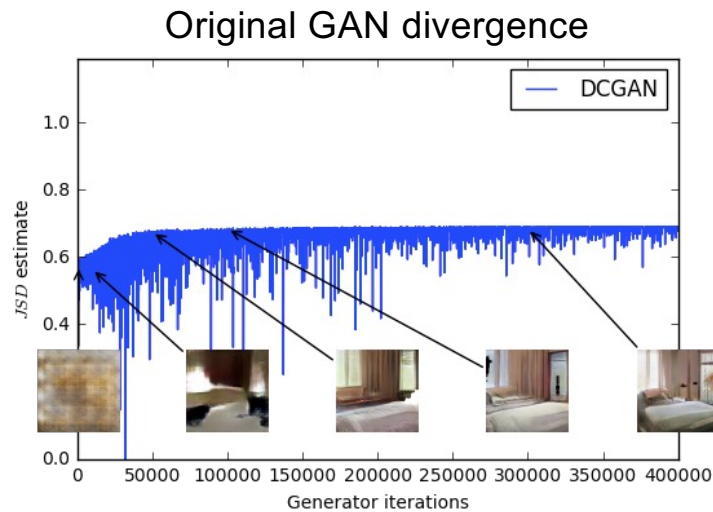 Original GAN divergence
DCGAN
JSD estimate
1.0
0.8
0.6
0.4
0.0
0 50000 100000 150000 200000 250000 300000 350000 400000
Generator iterations